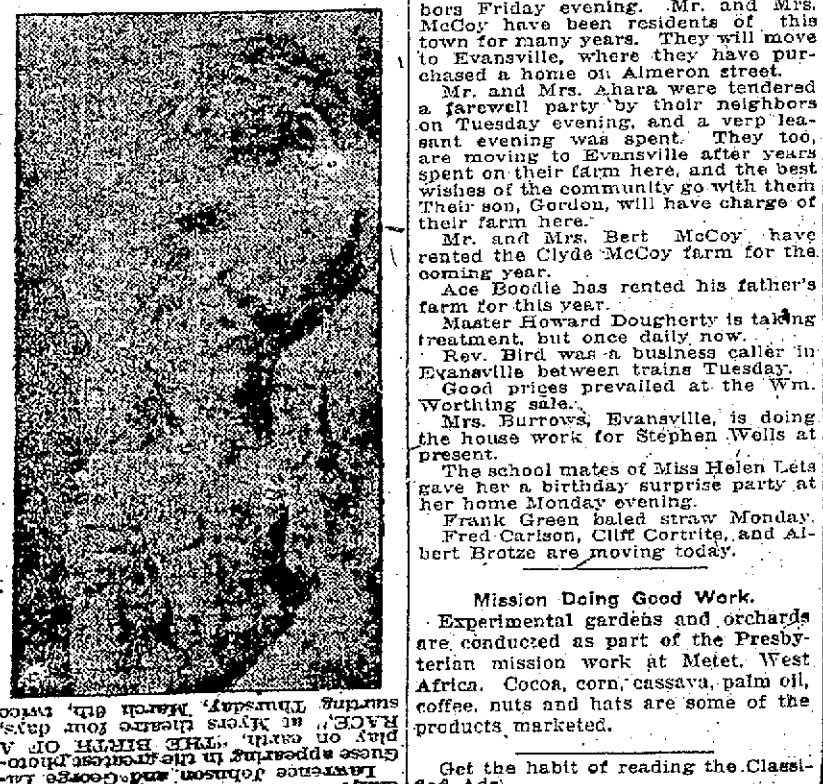 Lawrence Johnson and George
Guese appearing in the greatest photo-
play on earth, "THE BIRTH OF A
RACE," at Myers theatre four days,
starting Thursday, March 6th, twice
bors Friday evening. Mr. and Mrs.
McCoy have been residents of this
town for many years. They will move
to Evansville, where they have pur-
chased a home on Almeron street.
Mr. and Mrs. Ahara were tendered
a farewell party by their neighbors
on Tuesday evening, and a verp lea-
sant evening was spent. They too,
are moving to Evansville after years
spent on their farm here, and the best
wishes of the community go with them
Their son, Gordon, will have charge of
their farm here.
Mr. and Mrs. Bert McCoy have
rented the Clyde McCoy farm for the
coming year.
Ace Boodle has rented his father's
farm for this year.
Master Howard Dougherty is taking
treatment, but once daily now.
Rev. Bird was a business caller in
Evansville between trains Tuesday.
Good prices prevailed at the Wm.
Worthing sale.
Mrs. Burrows, Evansville, is doing
the house work for Stephen Wells at
present.
The school mates of Miss Helen Lets
gave her a birthday surprise party at
her home Monday evening.
Frank Green baled straw Monday.
Fred Carlson, Cliff Cortrite, and Al-
bert Brotze are moving today.
Mission Doing Good Work.
Experimental gardens and orchards
are conducted as part of the Presby-
terian mission work at Metet, West
Africa. Cocoa, corn, cassava, palm oil,
coffee, nuts and hats are some of the
products marketed.
Get the habit of reading the Classi-